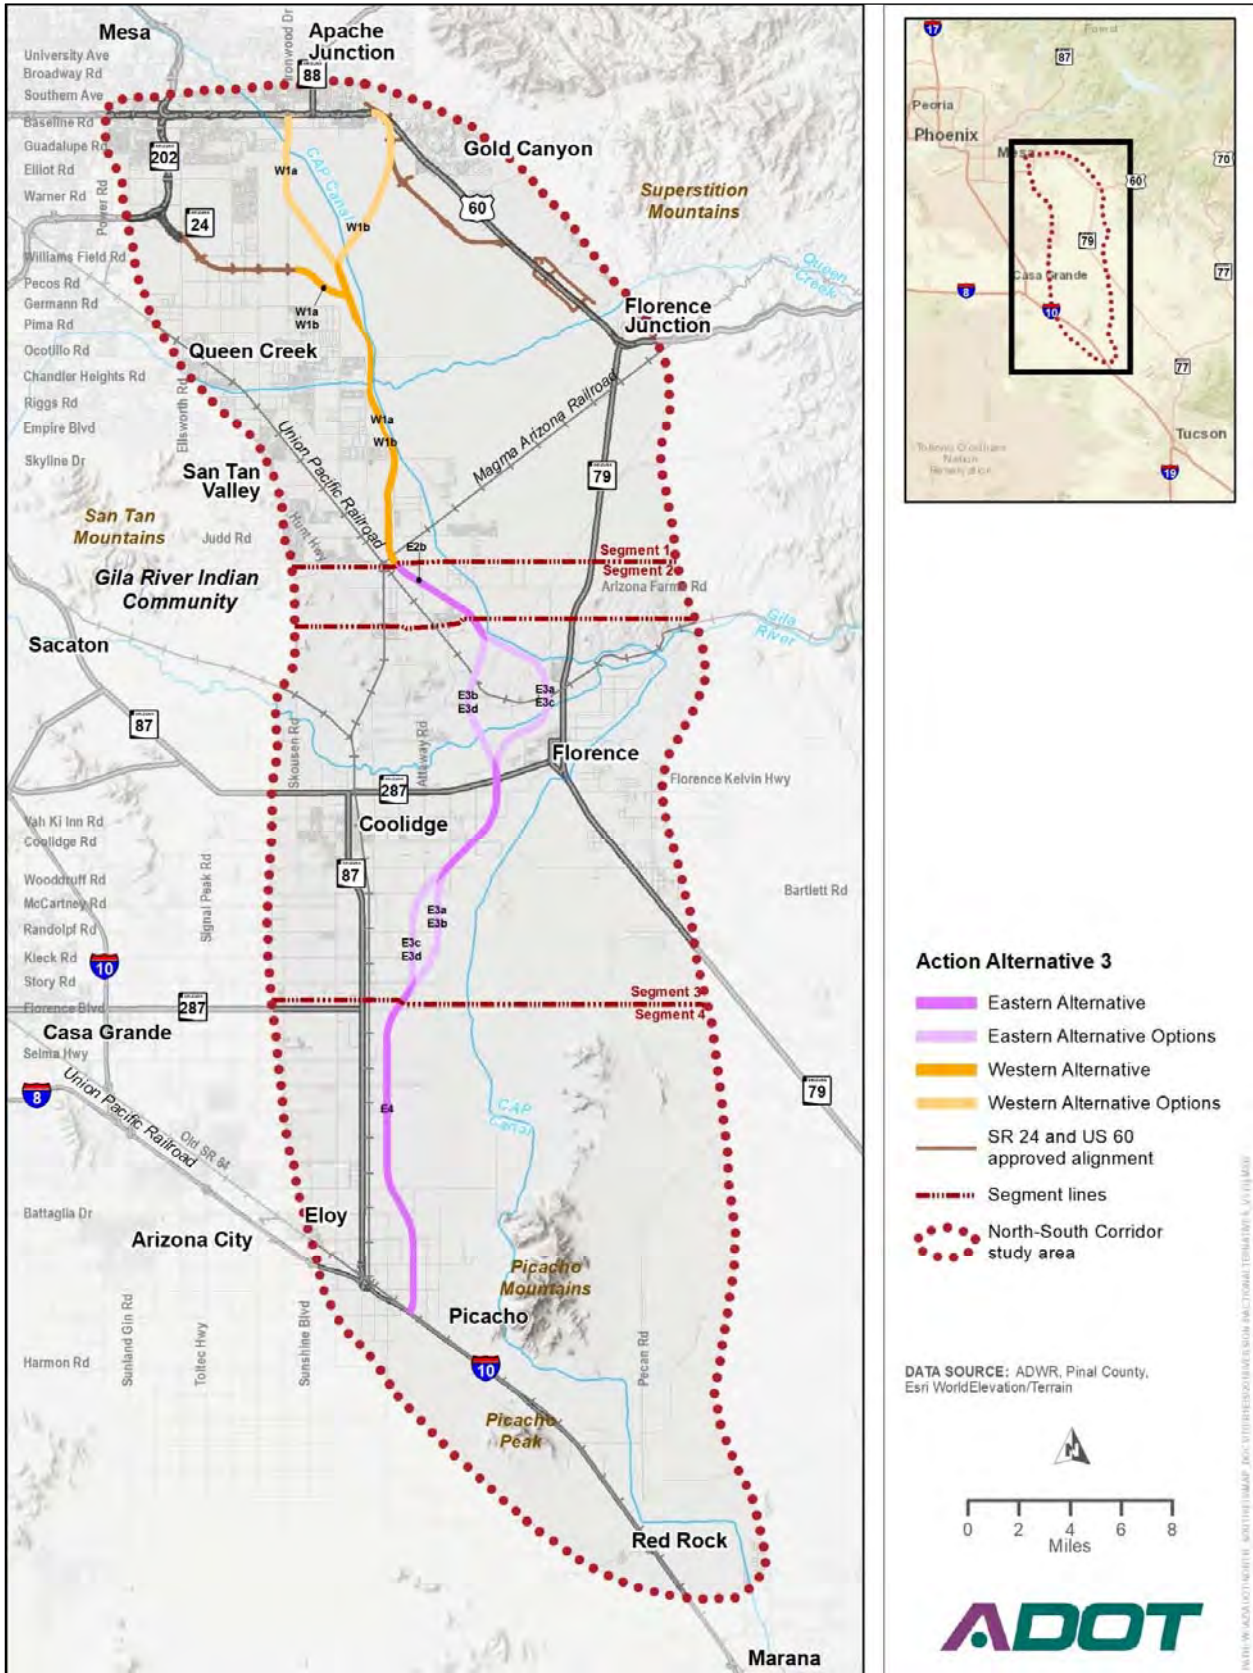 Mesa
Apache
Junction
Ironwood Dr
University Ave
Broadway Rd
Southern Ave
Baseline Rd
Guadalupe Rd
Elliot Rd
Warner Rd
Power Rd
ARIZONA
88
202
24
CAP Canal
W1a
W1b
Gold Canyon
60
Superstition
Mountains
Williams Field Rd
Pecos Rd
Germann Rd
Pima Rd
Ocotillo Rd
Chandler Heights Rd
Riggs Rd
Empire Blvd
Skyline Dr
W1a
W1b
Queen Creek
Queen
Creek
Florence
Junction
Ellsworth Rd
Union Pacific Railroad
W1a
W1b
Magma Arizona Railroad
79
San Tan
Valley
San Tan
Mountains
Judd Rd
Hunt Hwy
E2b
Segment 1
Segment 2
Arizona Farms Rd
Gila River Indian
Community
Gila
River
Sacaton
E3b
E3d
E3a
E3c
87
Skousen Rd
Attaway Rd
Florence
Florence Kelvin Hwy
287
Vah Ki Inn Rd
Coolidge Rd
Coolidge
87
Wooddruff Rd
McCartney Rd
Randolpf Rd
Kleck Rd
Story Rd
Florence Blvd
Signal Peak Rd
10
Bartlett Rd
E3a
E3b
E3c
E3d
Segment 3
Segment 4
287
Casa Grande
Selma Hwy
8
Union Pacific Railroad
Old SR 84
E4
CAP
Canal
79
Battaglia Dr
Arizona City
Eloy
Picacho
Mountains
Picacho
Harmon Rd
Sunland Gin Rd
Toltec Hwy
Sunshine Blvd
Pecan Rd
10
Picacho
Peak
Red Rock
Marana
17
87
Peoria
Phoenix
Mesa
70
60
79
77
Casa Grande
8
10
77
Tucson
Tohono O'odham
Nation
Reservation
19
Action Alternative 3
Eastern Alternative
Eastern Alternative Options
Western Alternative
Western Alternative Options
SR 24 and US 60
approved alignment
Segment lines
North-South Corridor
study area
DATA SOURCE: ADWR, Pinal County,
Esri WorldElevation/Terrain
N
0 2 4 6 8
Miles
ADOT